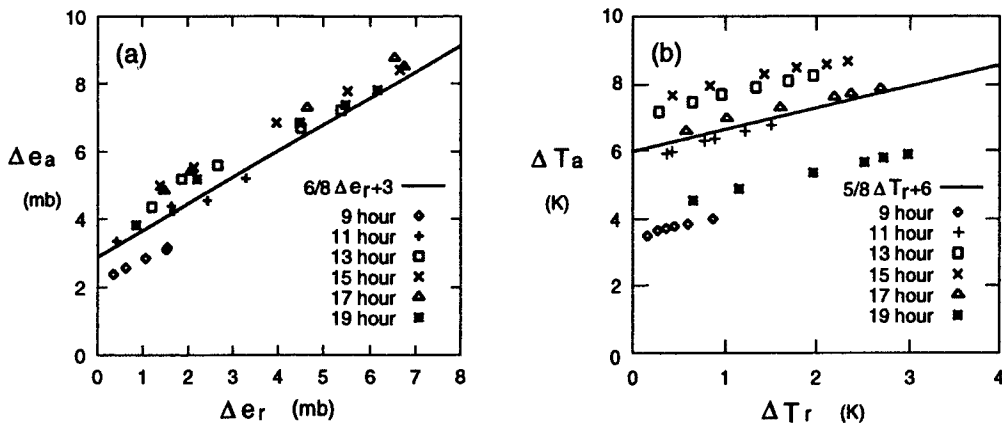 (a)
10
8
6
4
2
0
Δea
(mb)
6/8 Δer+3
9 hour
11 hour
13 hour
15 hour
17 hour
19 hour
0 1 2 3 4 5 6 7 8
Δer (mb)
(b)
10
8
6
4
2
0
ΔTa
(K)
5/8 ΔTr+6
9 hour
11 hour
13 hour
15 hour
17 hour
19 hour
0 1 2 3 4
ΔTr (K)